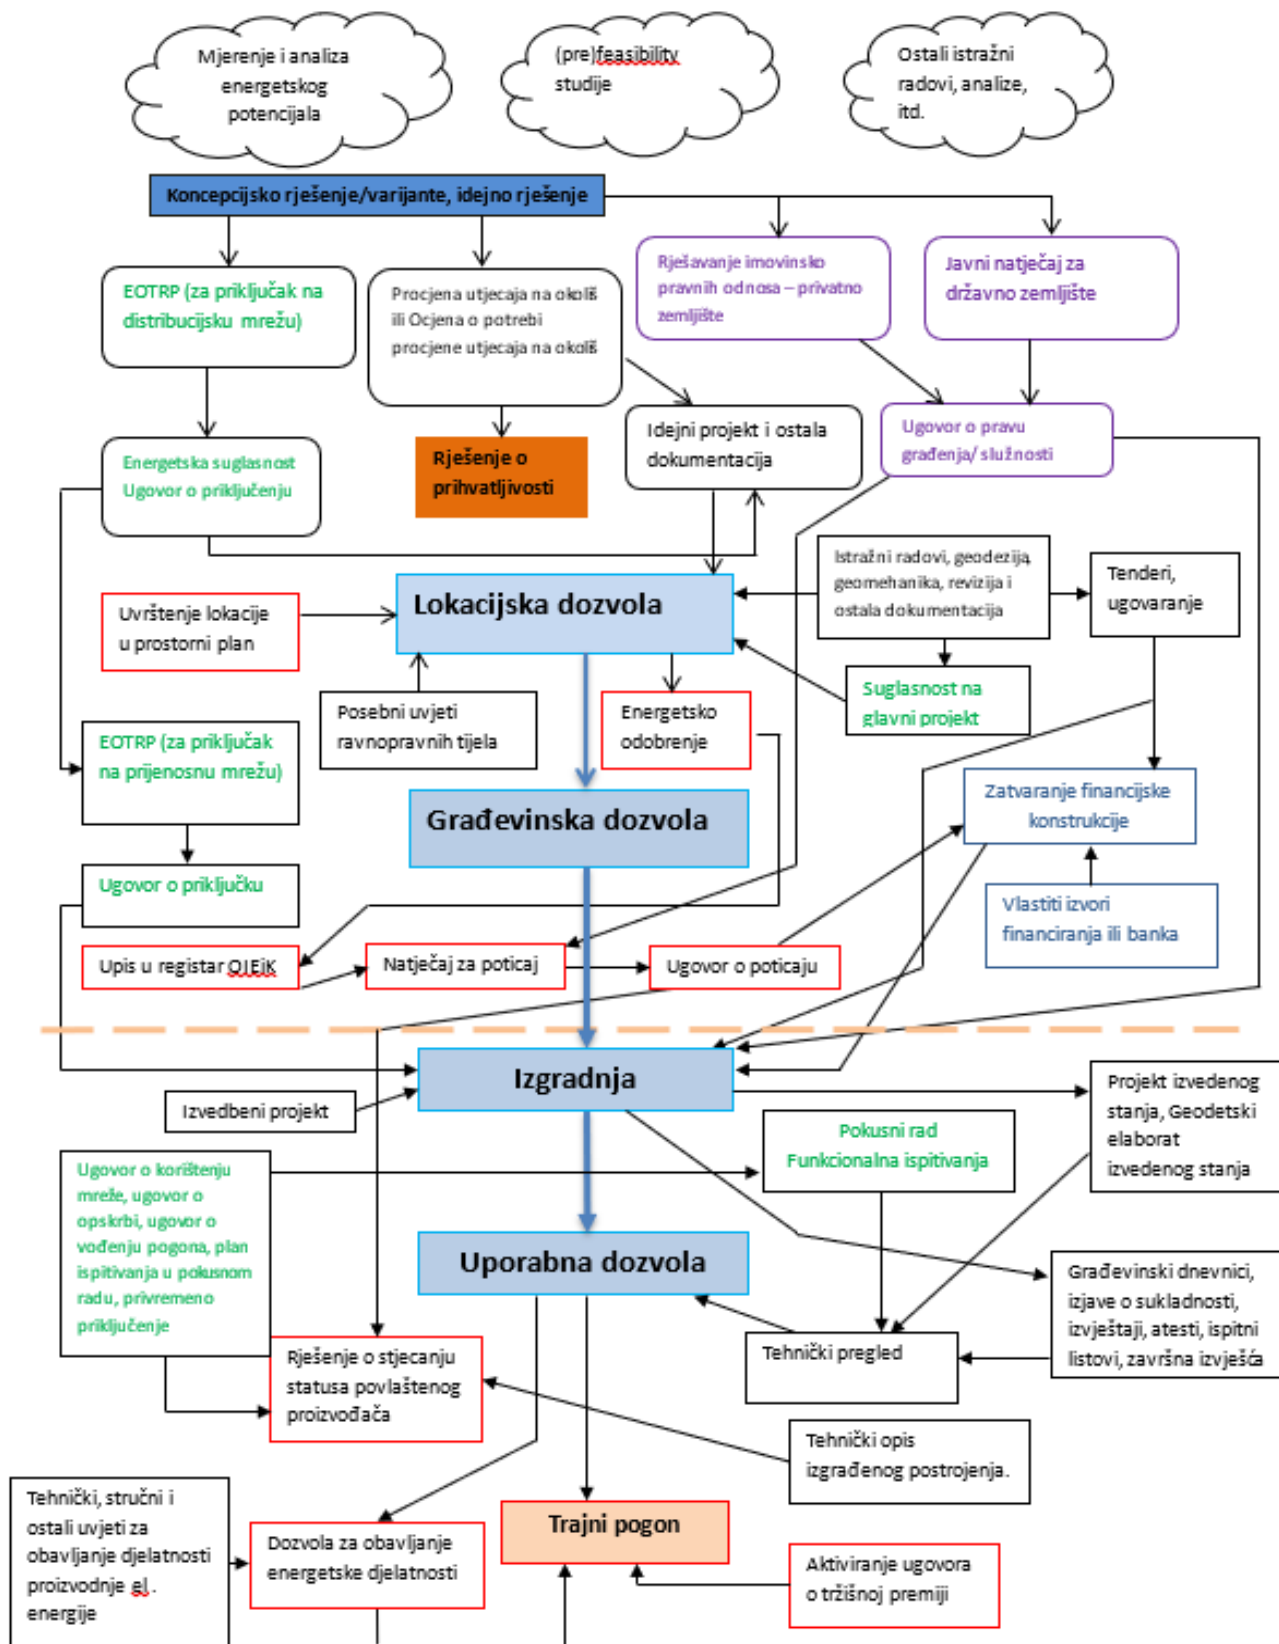 Mjerenje i analiza
energetskog
potencijala
(pre)feasibility
studije
Ostali istražni
radovi, analize,
itd.
Koncepcijsko rješenje/varijante, idejno rješenje
EOTRP (za priključak na
distribucijsku mrežu)
Procjena utjecaja na okoliš
ili Ocjena o potrebi
procjene utjecaja na okoliš
Rješavanje imovinsko
pravnih odnosa – privatno
zemljište
Javni natječaj za
državno zemljište
Energetska suglasnost
Ugovor o priključenju
Rješenje o
prihvatljivosti
Idejni projekt i ostala
dokumentacija
Ugovor o pravu
građenja/ služnosti
Uvrštenje lokacije
u prostorni plan
Lokacijska dozvola
Istražni radovi, geodezija,
geomehanika, revizija i
ostala dokumentacija
Tenderi,
ugovaranje
Posebni uvjeti
ravnopravnih tijela
Energetsko
odobrenje
Suglasnost na
glavni projekt
EOTRP (za priključak
na prijenosnu mrežu)
Građevinska dozvola
Zatvaranje financijske
konstrukcije
Ugovor o priključku
Vlastiti izvori
financiranja ili banka
Upis u registar OIEiK
Natječaj za poticaj
Ugovor o poticaju
Izgradnja
Izvedbeni projekt
Projekt izvedenog
stanja, Geodetski
elaborat
izvedenog stanja
Pokusni rad
Funkcionalna ispitivanja
Ugovor o korištenju
mreže, ugovor o
opskrbi, ugovor o
vođenju pogona, plan
ispitivanja u pokusnom
radu, privremeno
priključenje
Uporabna dozvola
Građevinski dnevnici,
izjave o sukladnosti,
izvještaji, atesti, ispitni
listovi, završna izvješća
Rješenje o stjecanju
statusa povlaštenog
proizvođača
Tehnički pregled
Tehnički opis
izgrađenog postrojenja.
Tehnički, stručni i
ostali uvjeti za
obavljanje djelatnosti
proizvodnje el.
energije
Dozvola za obavljanje
energetske djelatnosti
Trajni pogon
Aktiviranje ugovora
o tržišnoj premiji